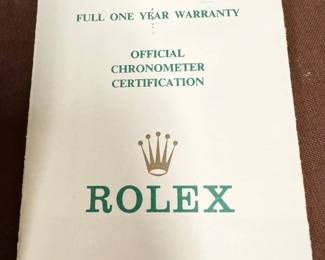 FULL ONE YEAR WARRANTY
OFFICIAL
CHRONOMETER
CERTIFICATION
ROLEX